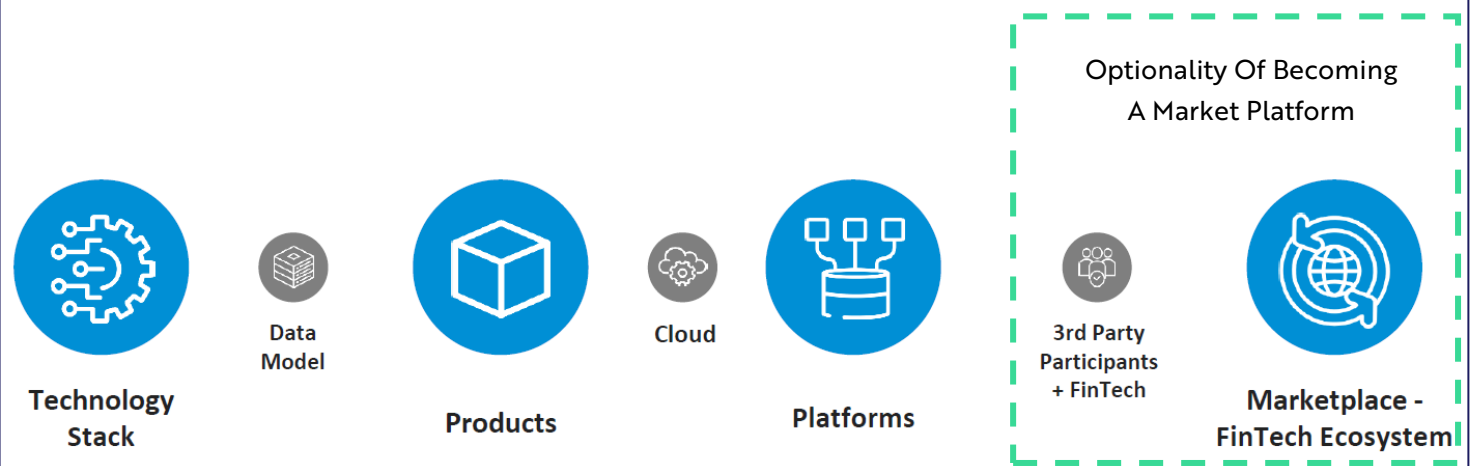 Optionality Of Becoming
A Market Platform
Technology
Stack
Data
Model
Products
Cloud
Platforms
3rd Party
Participants
+ FinTech
Marketplace -
FinTech Ecosystem